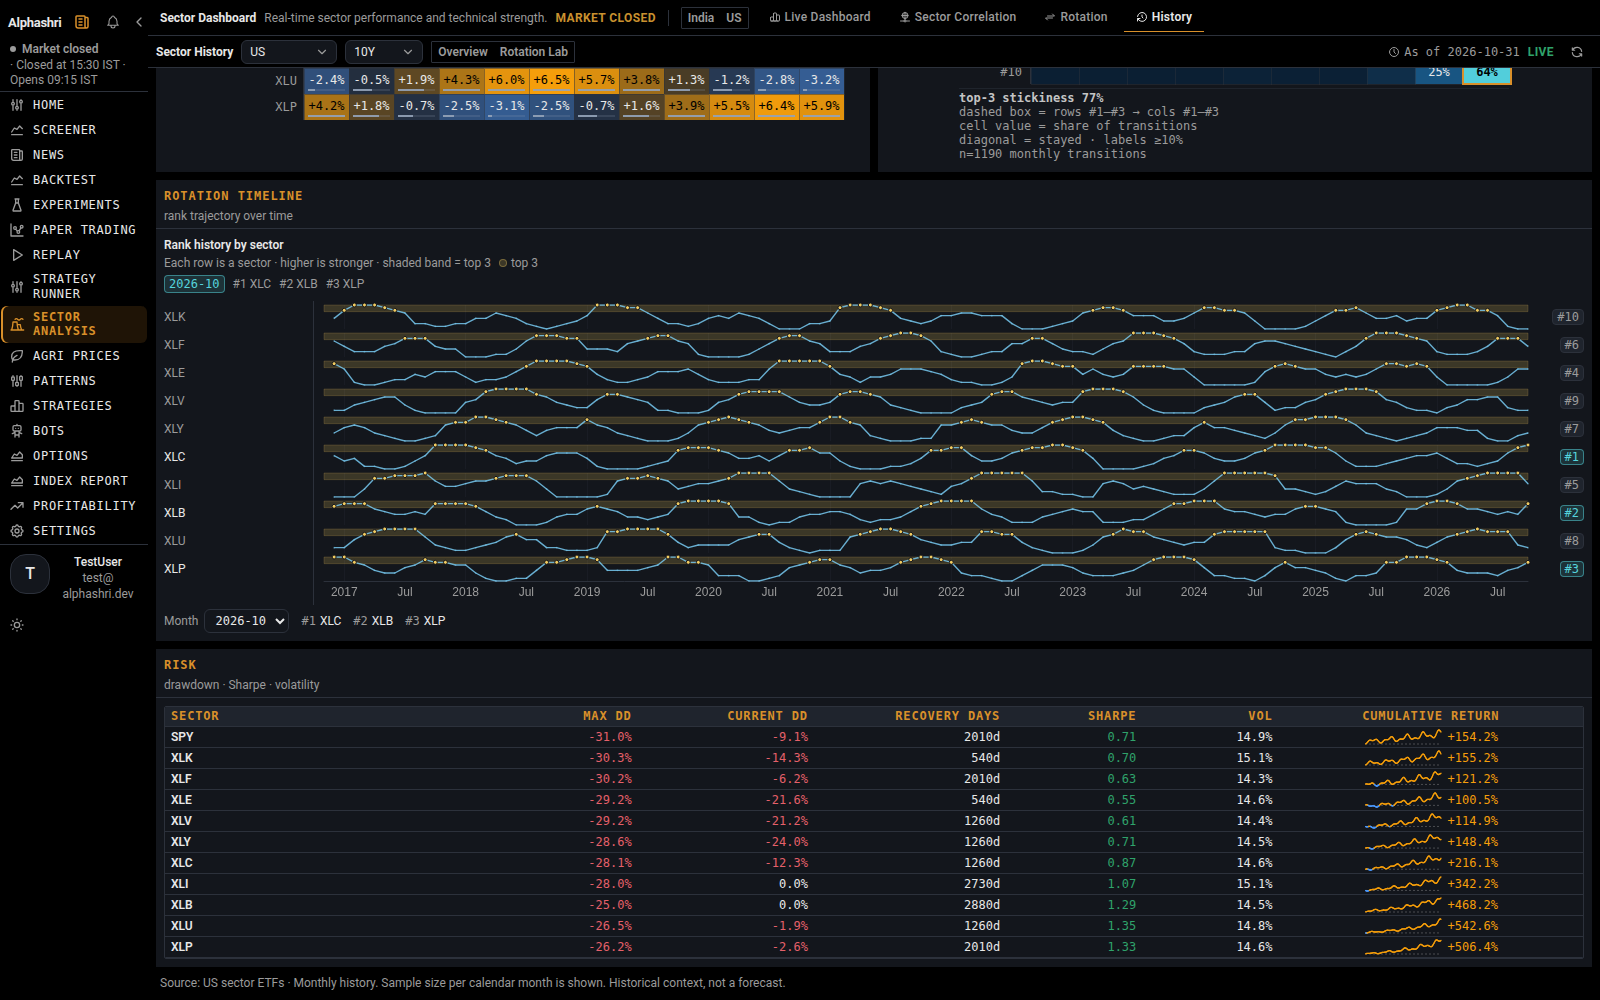 Alphashri
Market closed
· Closed at 15:30 IST ·
Opens 09:15 IST
HOME
SCREENER
NEWS
BACKTEST
EXPERIMENTS
PAPER TRADING
REPLAY
STRATEGY
RUNNER
SECTOR
ANALYSIS
AGRI PRICES
PATTERNS
STRATEGIES
BOTS
OPTIONS
INDEX REPORT
PROFITABILITY
SETTINGS
T
TestUser
test@
alphashri.dev
Sector Dashboard Real-time sector performance and technical strength. MARKET CLOSED India US Live Dashboard Sector Correlation Rotation History
Sector History US 10Y Overview Rotation Lab As of 2026-10-31 LIVE
XLU -2.4% -0.5% +1.9% +4.3% +6.0% +6.5% +5.7% +3.8% +1.3% -1.2% -2.8% -3.2%
XLP +4.2% +1.8% -0.7% -2.5% -3.1% -2.5% -0.7% +1.6% +3.9% +5.5% +6.4% +5.9%
#10 25% 64%
top-3 stickiness 77%
dashed box = rows #1–#3 → cols #1–#3
cell value = share of transitions
diagonal = stayed · labels ≥10%
n=1190 monthly transitions
ROTATION TIMELINE
rank trajectory over time
Rank history by sector
Each row is a sector · higher is stronger · shaded band = top 3 top 3
2026-10 #1 XLC #2 XLB #3 XLP
XLK #10
XLF #6
XLE #4
XLV #9
XLY #7
XLC #1
XLI #5
XLB #2
XLU #8
XLP #3
2017 Jul 2018 Jul 2019 Jul 2020 Jul 2021 Jul 2022 Jul 2023 Jul 2024 Jul 2025 Jul 2026 Jul
Month 2026-10 #1 XLC #2 XLB #3 XLP
RISK
drawdown · Sharpe · volatility
SECTOR MAX DD CURRENT DD RECOVERY DAYS SHARPE VOL CUMULATIVE RETURN
SPY -31.0% -9.1% 2010d 0.71 14.9% +154.2%
XLK -30.3% -14.3% 540d 0.70 15.1% +155.2%
XLF -30.2% -6.2% 2010d 0.63 14.3% +121.2%
XLE -29.2% -21.6% 540d 0.55 14.6% +100.5%
XLV -29.2% -21.2% 1260d 0.61 14.4% +114.9%
XLY -28.6% -24.0% 1260d 0.71 14.5% +148.4%
XLC -28.1% -12.3% 1260d 0.87 14.6% +216.1%
XLI -28.0% 0.0% 2730d 1.07 15.1% +342.2%
XLB -25.0% 0.0% 2880d 1.29 14.5% +468.2%
XLU -26.5% -1.9% 1260d 1.35 14.8% +542.6%
XLP -26.2% -2.6% 2010d 1.33 14.6% +506.4%
Source: US sector ETFs · Monthly history. Sample size per calendar month is shown. Historical context, not a forecast.